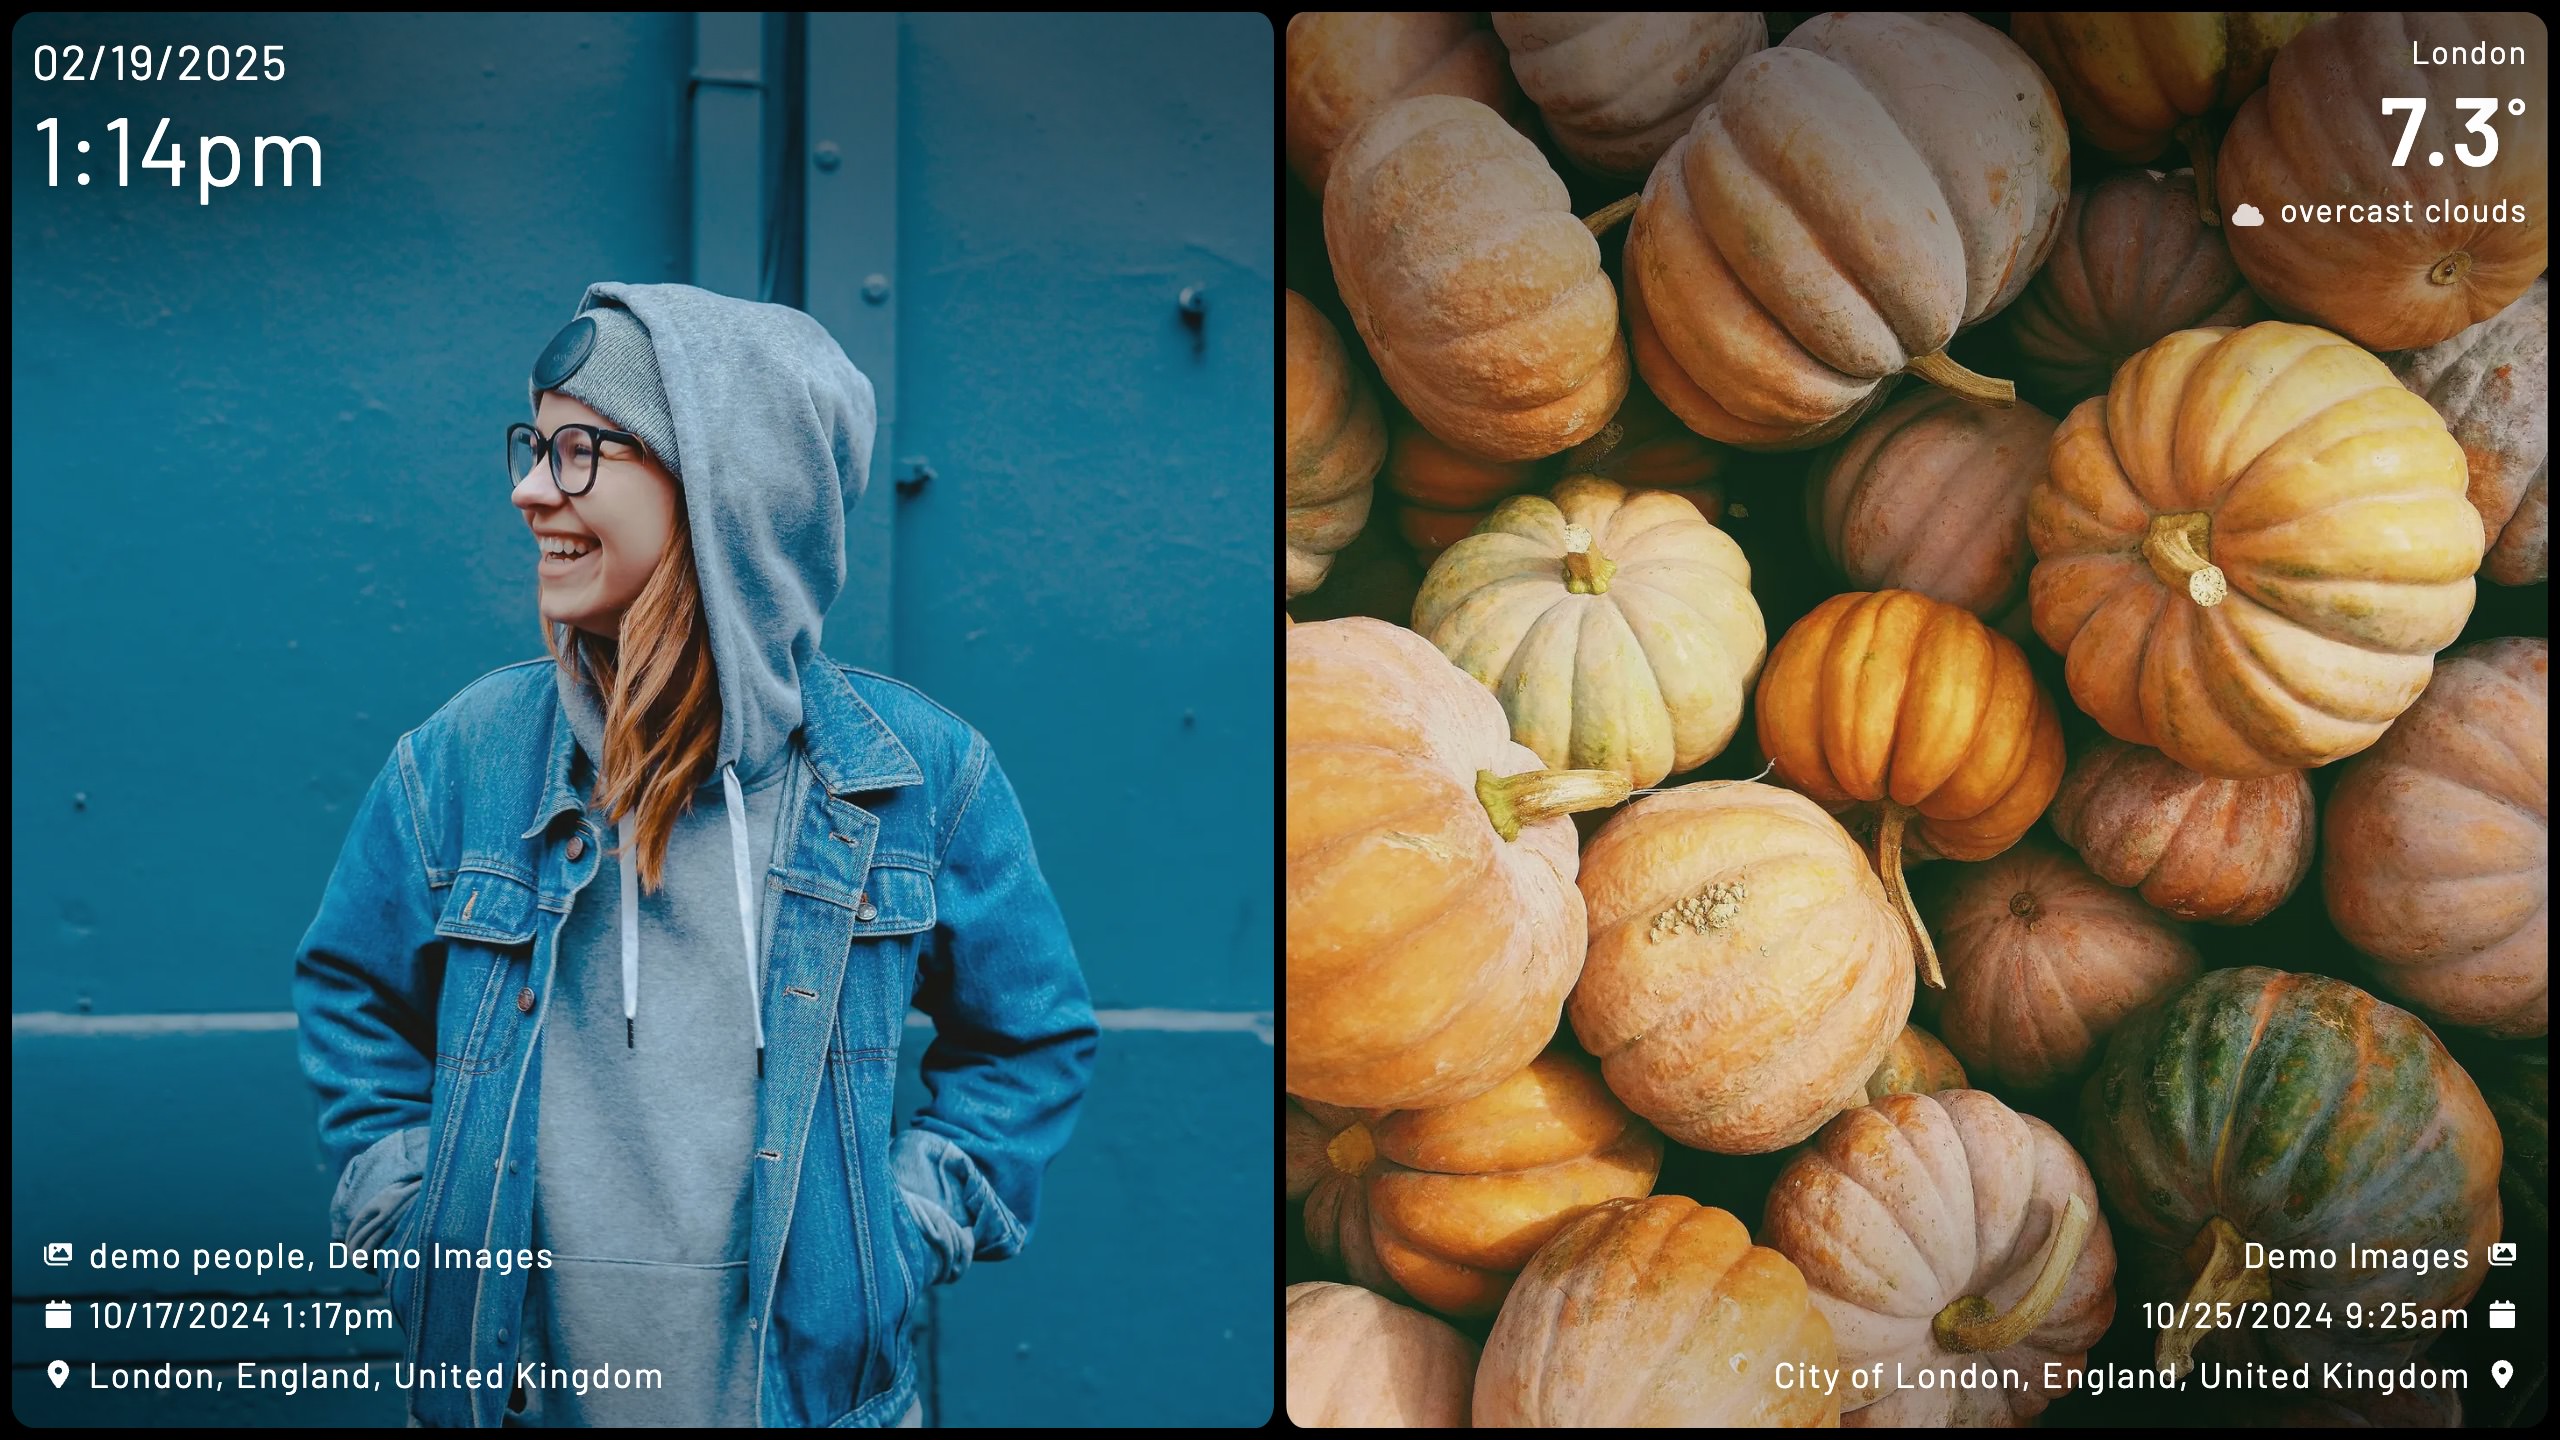 02/19/2025
1:14pm
London
7.3°
overcast clouds
demo people, Demo Images
10/17/2024 1:17pm
London, England, United Kingdom
Demo Images
10/25/2024 9:25am
City of London, England, United Kingdom